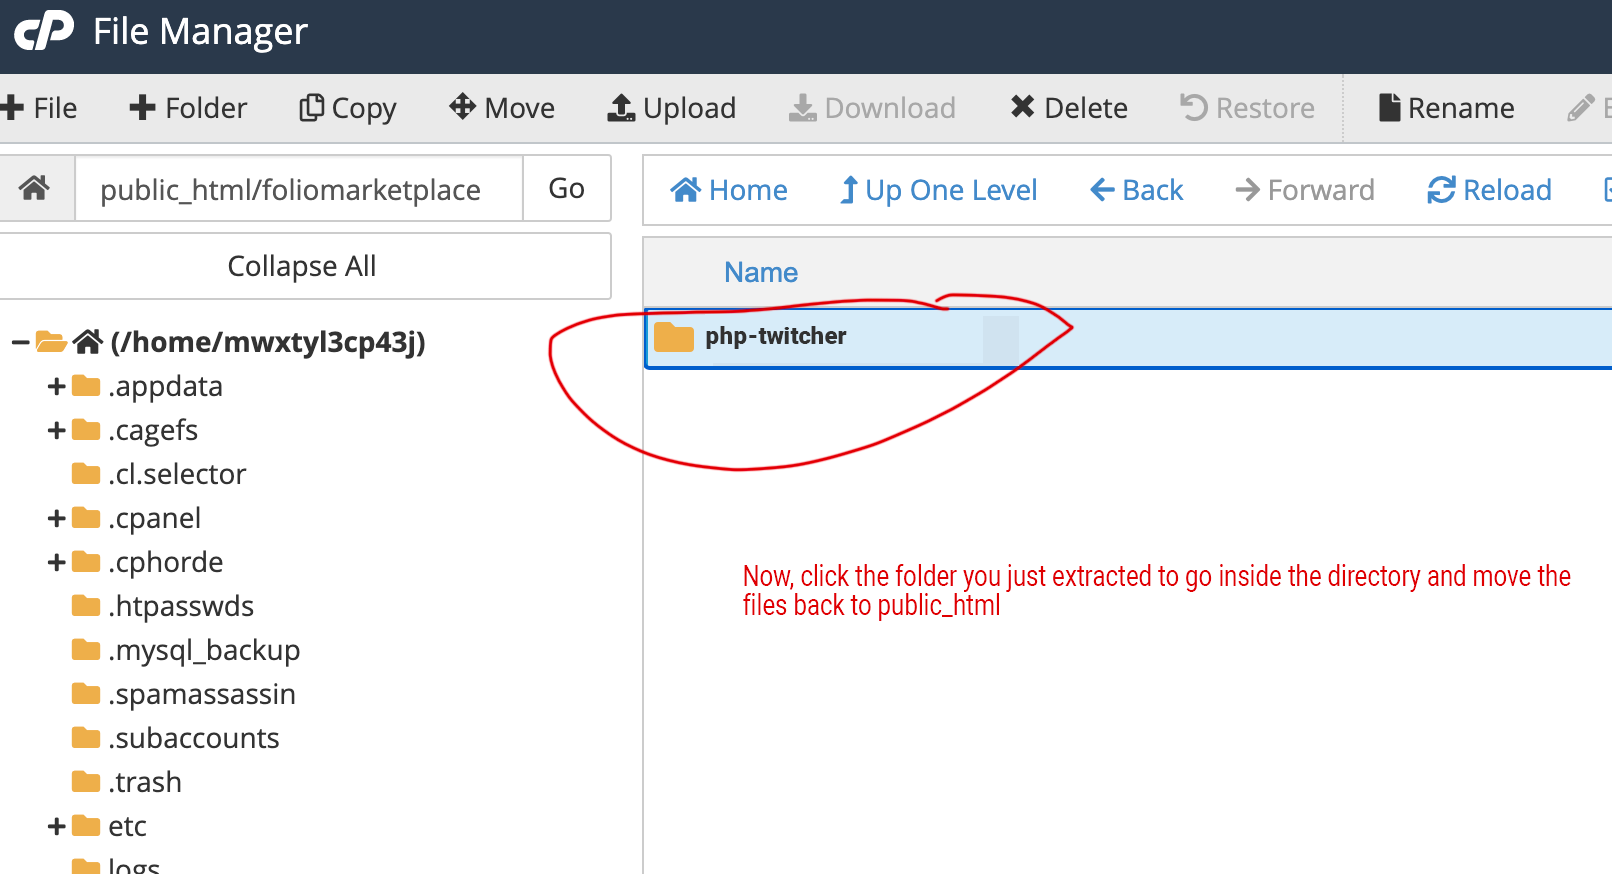 cP File Manager
File Folder Copy Move Upload Download Delete Restore Rename
public_html/foliomarketplace Go Home Up One Level Back Forward Reload
Collapse All
Name
(/home/mwxtyl3cp43j)
php-twitcher
.appdata
.cagefs
.cl.selector
.cpanel
.cphorde
Now, click the folder you just extracted to go inside the directory and move the
files back to public_html
.htpasswds
.mysql_backup
.spamassassin
.subaccounts
.trash
etc
logs